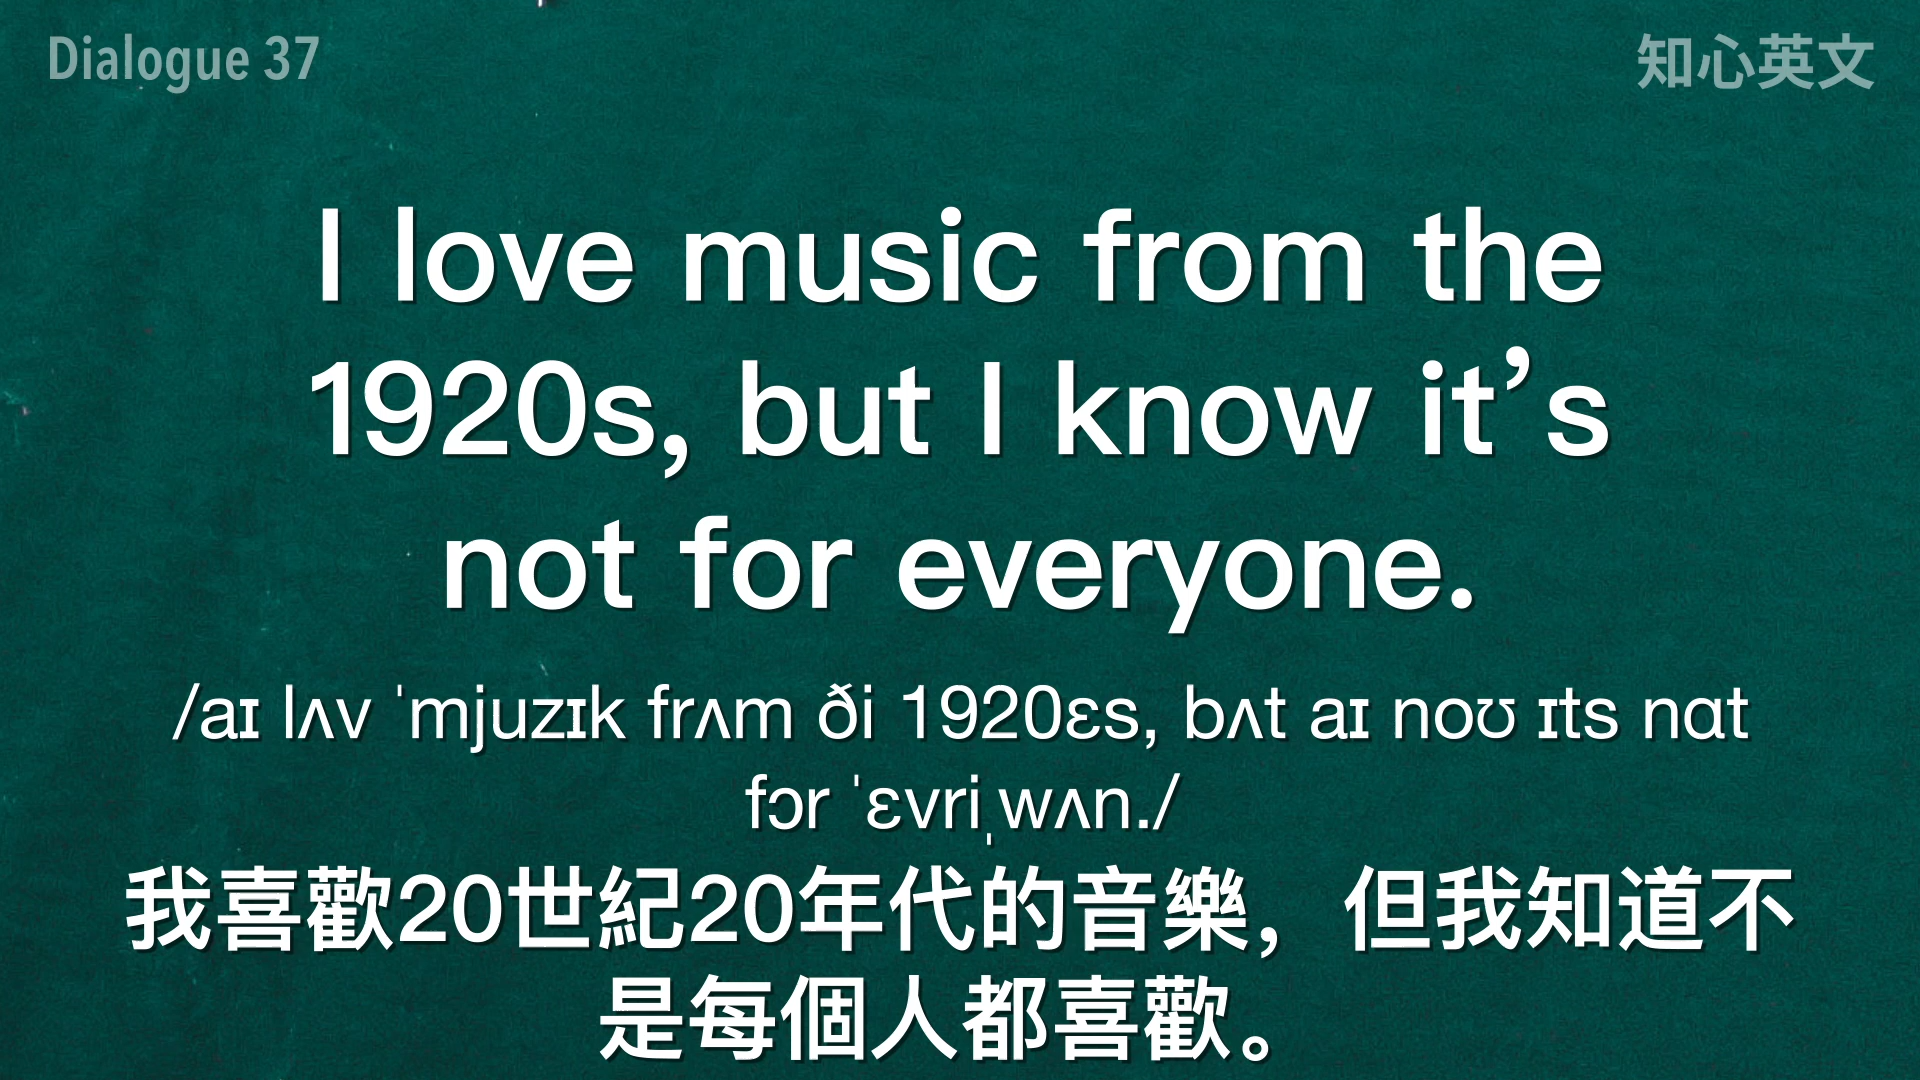 Dialogue 37
知心英文
I love music from the
1920s, but I know it’s
not for everyone.
/aɪ lʌv ˈmjuzɪk frʌm ði 1920ɛs, bʌt aɪ noʊ ɪts nɑt
fɔr ˈɛvriˌwʌn./
我喜歡20世紀20年代的音樂，但我知道不
是每個人都喜歡。